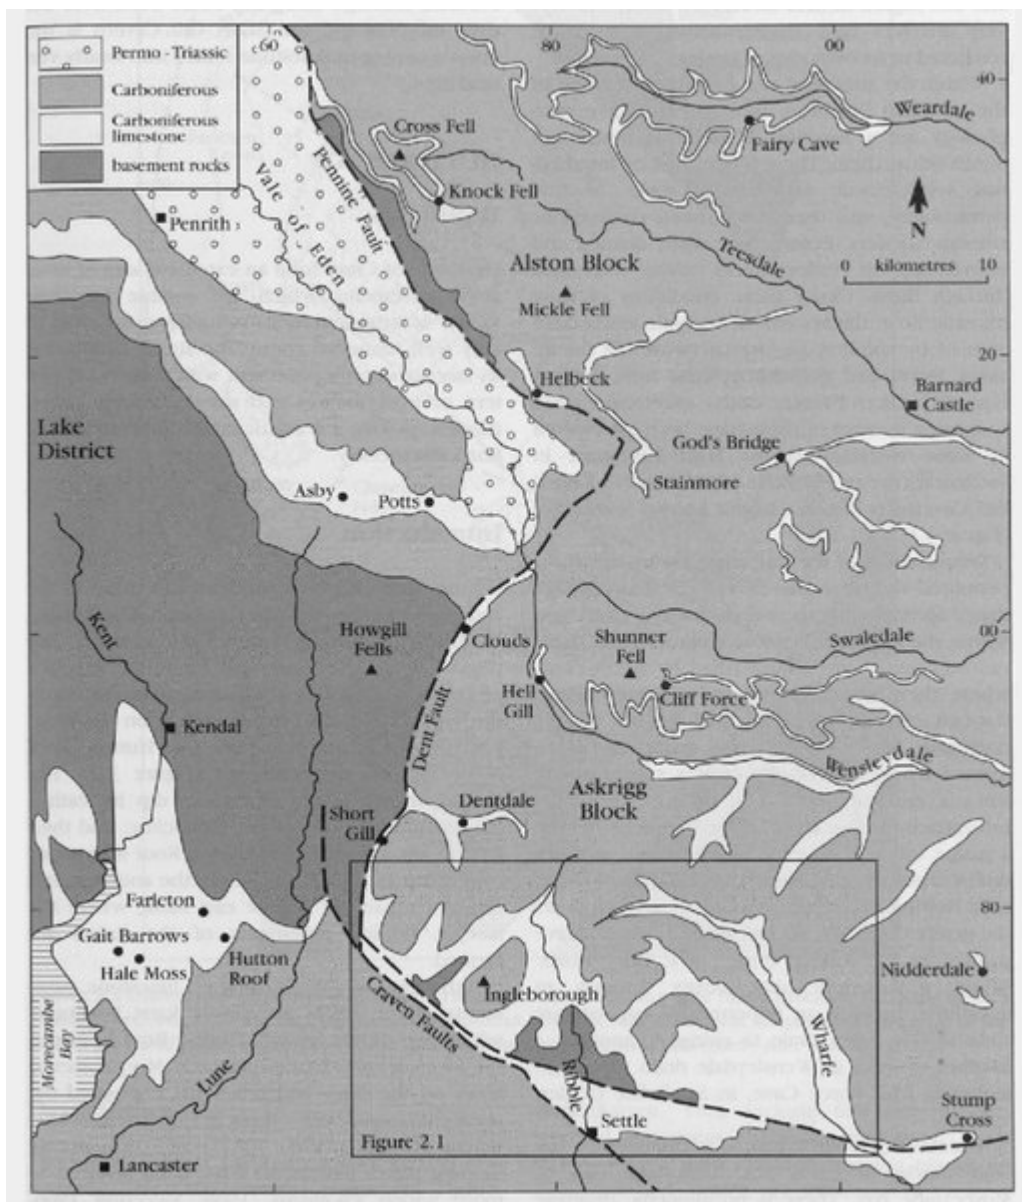 60
80
00
Permo - Triassic
Carboniferous
Carboniferous
limestone
basement rocks
40
Weardale
Cross Fell
Fairy Cave
Pennine Fault
Knock Fell
Vale of Eden
Penrith
N
Teesdale
Alston Block
0 kilometres 10
Mickle Fell
20
Helbeck
Barnard
Castle
Lake
District
God's Bridge
Stainmore
Asby
Potts
Kent
Howgill
Fells
Clouds
Shunner
Fell
Swaledale
00
Hell
Gill
Cliff Force
Kendal
Dent Fault
Wensleydale
Askrigg
Block
Dentdale
Short
Gill
Farleton
80
Gait Barrows
Hale Moss
Hutton
Roof
Nidderdale
Ingleborough
Craven Faults
Morecambe
Bay
Lune
Ribble
Wharfe
Stump
Cross
Settle
Figure 2.1
Lancaster